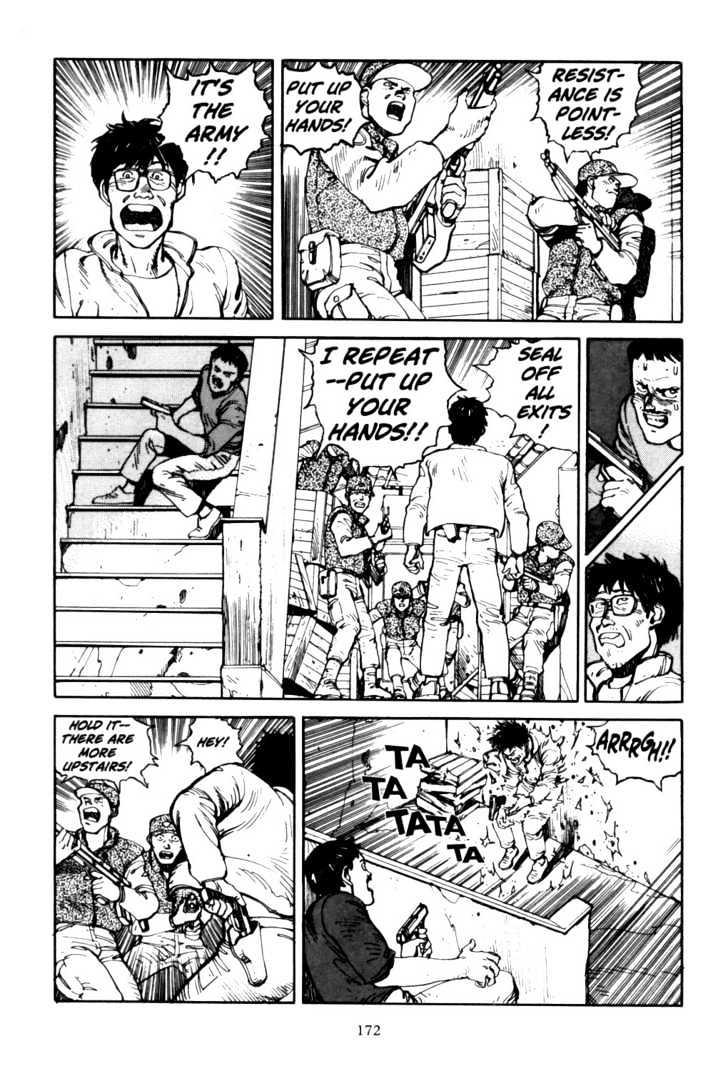 IT'S
THE
ARMY
!!
PUT UP
YOUR
HANDS!
RESIST-
ANCE IS
POINT-
LESS!
I REPEAT
--PUT UP
YOUR
HANDS!!
SEAL
OFF
ALL
EXITS
!
HOLD IT--
THERE ARE
MORE
UPSTAIRS!
HEY!
TA
TA
TATA
TA
ARRRGH!!
172